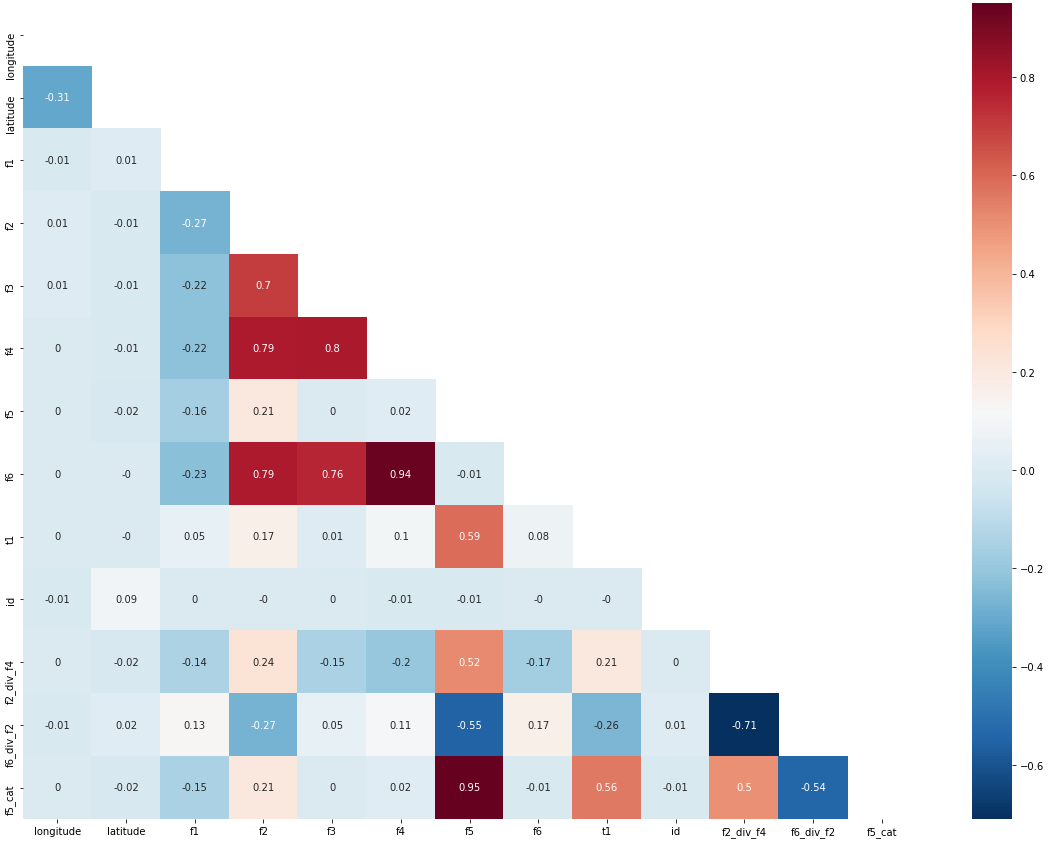 longitude
latitude -0.31
f1 -0.01 0.01
f2 0.01 -0.01 -0.27
f3 0.01 -0.01 -0.22 0.7
f4 0 -0.01 -0.22 0.79 0.8
f5 0 -0.02 -0.16 0.21 0 0.02
f6 0 -0 -0.23 0.79 0.76 0.94 -0.01
t1 0 -0 0.05 0.17 0.01 0.1 0.59 0.08
id -0.01 0.09 0 -0 0 -0.01 -0.01 -0 -0
f2_div_f4 0 -0.02 -0.14 0.24 -0.15 -0.2 0.52 -0.17 0.21 0
f6_div_f2 -0.01 0.02 0.13 -0.27 0.05 0.11 -0.55 0.17 -0.26 0.01 -0.71
f5_cat 0 -0.02 -0.15 0.21 0 0.02 0.95 -0.01 0.56 -0.01 0.5 -0.54
longitude latitude f1 f2 f3 f4 f5 f6 t1 id f2_div_f4 f6_div_f2 f5_cat
0.8
0.6
0.4
0.2
0.0
−0.2
−0.4
−0.6